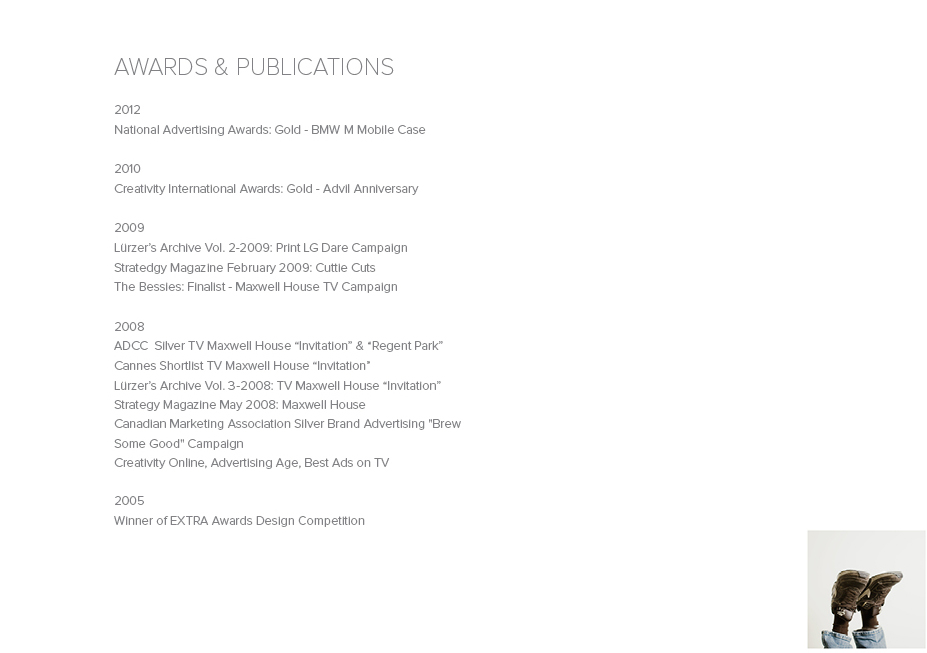 AWARDS & PUBLICATIONS
2012
National Advertising Awards: Gold - BMW M Mobile Case
2010
Creativity International Awards: Gold - Advil Anniversary
2009
Lürzer's Archive Vol. 2-2009: Print LG Dare Campaign
Stratedgy Magazine February 2009: Cuttie Cuts
The Bessies: Finalist - Maxwell House TV Campaign
2008
ADCC  Silver TV Maxwell House “Invitation” & “Regent Park”
Cannes Shortlist TV Maxwell House “Invitation”
Lürzer's Archive Vol. 3-2008: TV Maxwell House “Invitation”
Strategy Magazine May 2008: Maxwell House
Canadian Marketing Association Silver Brand Advertising "Brew
Some Good" Campaign
Creativity Online, Advertising Age, Best Ads on TV
2005
Winner of EXTRA Awards Design Competition